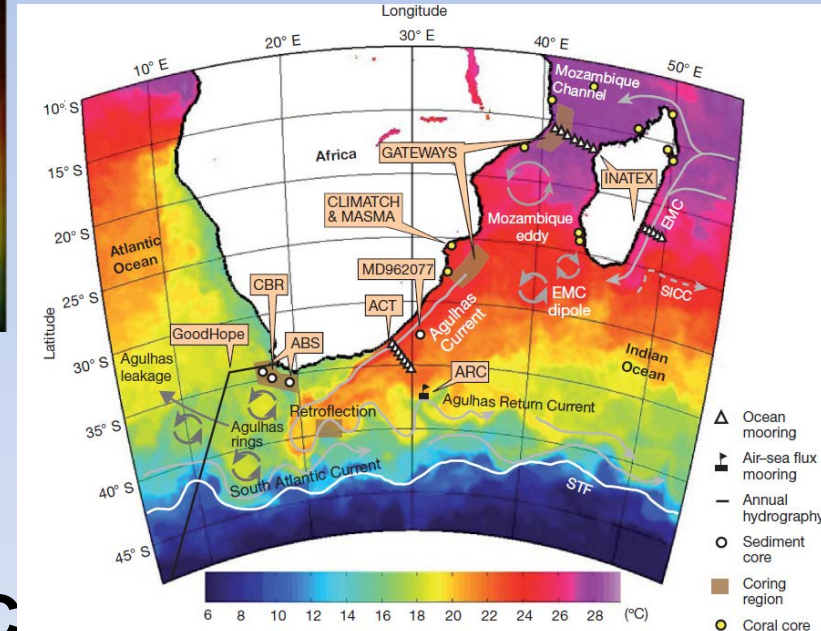 Longitude
10° E
20° E
30° E
40° E
50° E
10° S
15° S
20° S
25° S
30° S
35° S
40° S
45° S
Latitude
Mozambique
Channel
Africa
GATEWAYS
INATEX
CLIMATCH
& MASMA
Mozambique
eddy
EMC
Atlantic
Ocean
MD962077
CBR
ACT
EMC
dipole
SICC
GoodHope
ABS
Agulhas
Current
Indian
Ocean
Agulhas
leakage
ARC
Retroflection
Agulhas Return Current
Agulhas
rings
South Atlantic Current
STF
Ocean
mooring
Air–sea flux
mooring
Annual
hydrography
Sediment
core
Coring
region
Coral core
6 8 10 12 14 16 18 20 22 24 26 28 (°C)